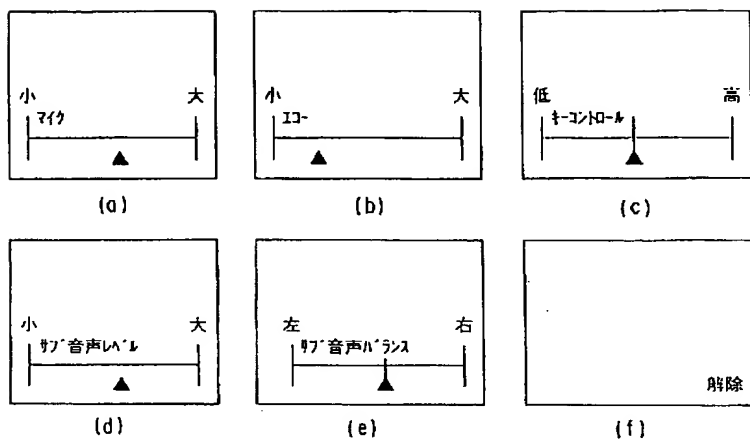 小 大
マイク
(a)
小 大
エコー
(b)
低 高
キーコントロール
(c)
小 大
サブ音声レベル
(d)
左 右
サブ音声バランス
(e)
解除
(f)